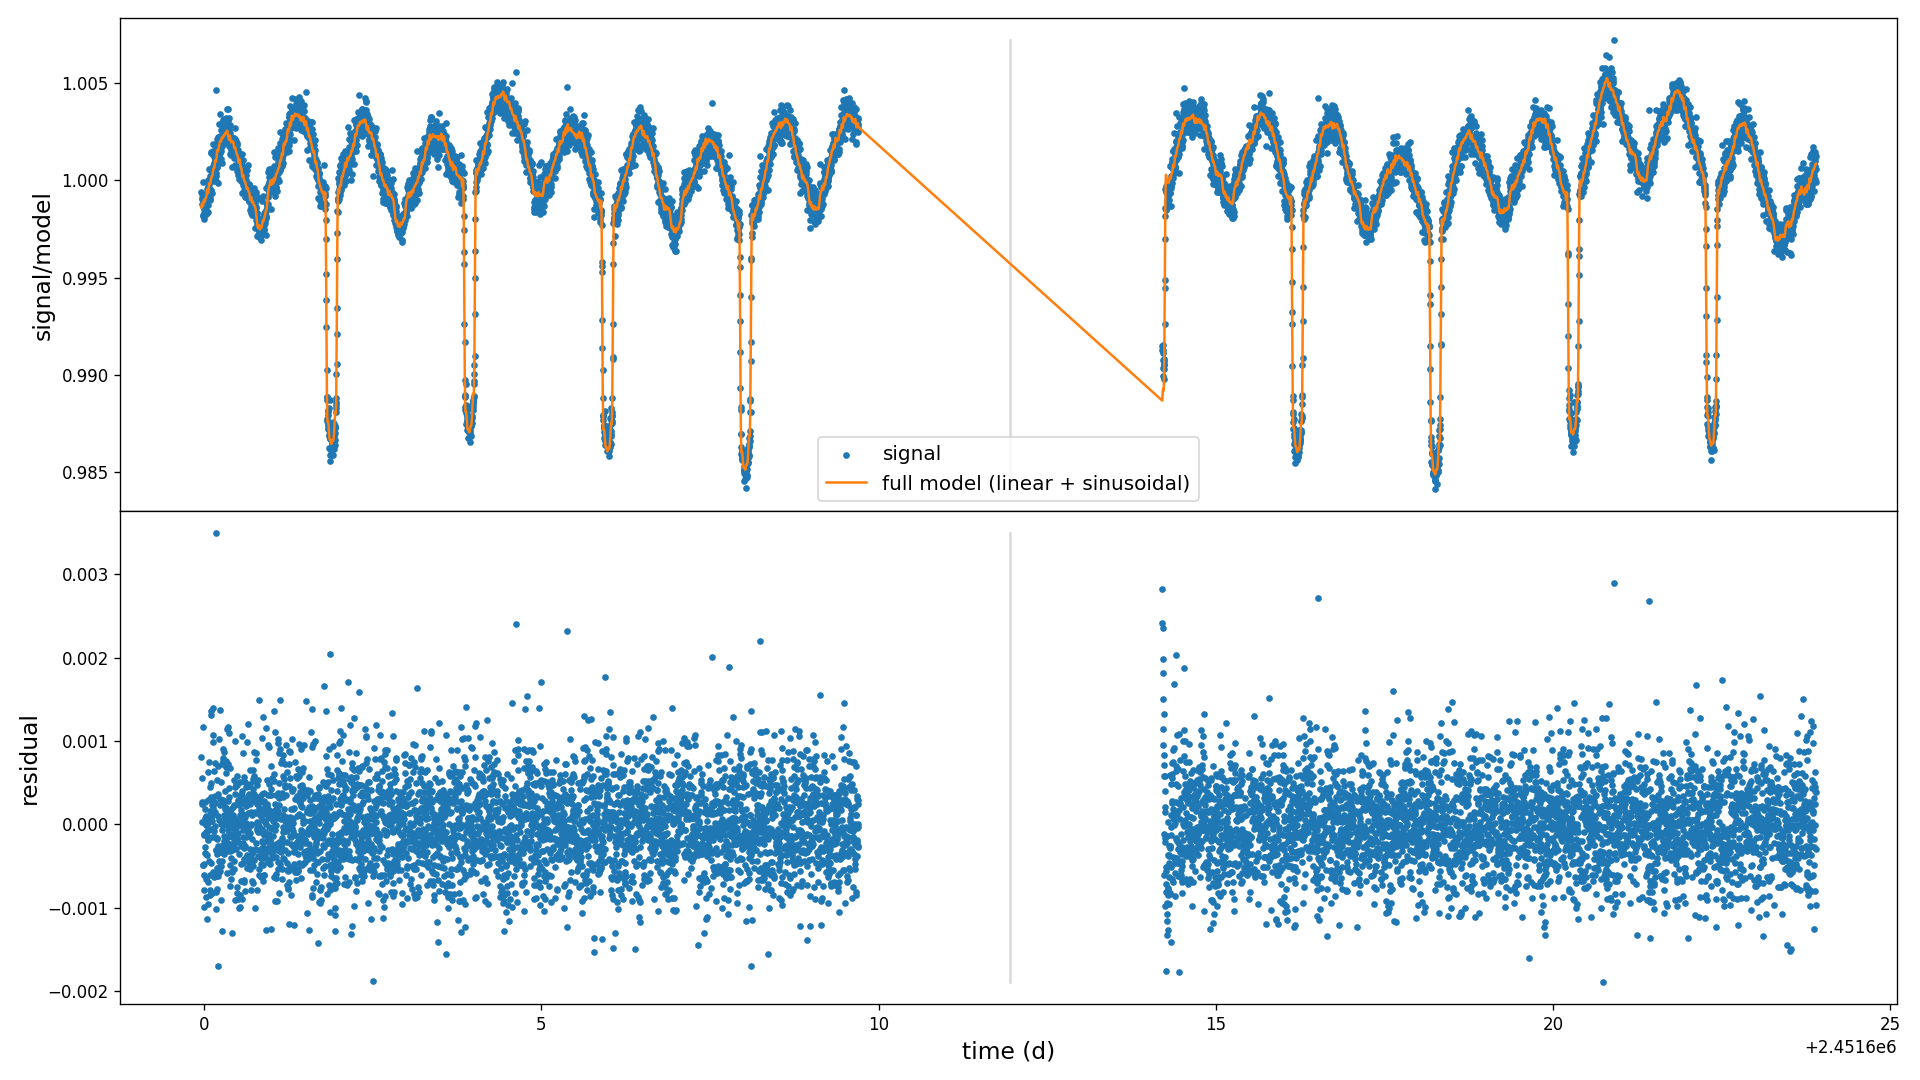 1.005
1.000
0.995
0.990
0.985
signal/model
signal
full model (linear + sinusoidal)
0.003
0.002
0.001
0.000
−0.001
−0.002
residual
0 5 10 15 20 25
time (d)
+2.4516e6